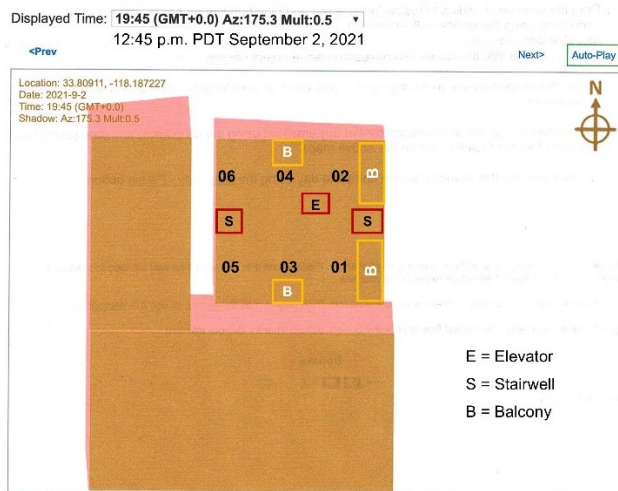 Displayed Time: 19:45 (GMT+0.0) Az:175.3 Mult:0.5
12:45 p.m. PDT September 2, 2021
<Prev
Next>
Auto-Play
Location: 33.80911, -118.187227
Date: 2021-9-2
Time: 19:45 (GMT+0.0)
Shadow: Az:175.3 Mult:0.5
N
B
B
06 04 02
E
S
S
05 03 01
B
B
E = Elevator
S = Stairwell
B = Balcony